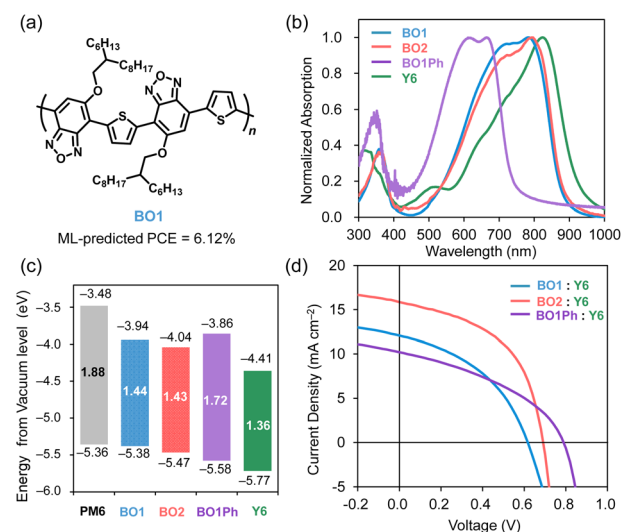 (a)
C₆H₁₃
C₈H₁₇
O
N
O
N
S
O
N
N
S
n
O
C₈H₁₇
C₆H₁₃
BO1
ML-predicted PCE = 6.12%
(b)
BO1
BO2
BO1Ph
Y6
Normalized Absorption
1.0
0.8
0.6
0.4
0.2
0.0
300 400 500 600 700 800 900 1000
Wavelength (nm)
(c)
Energy from Vacuum level (eV)
−3.5
−4.0
−4.5
−5.0
−5.5
−6.0
−3.48
−3.94
−4.04
−3.86
−4.41
1.88
1.44
1.43
1.72
1.36
−5.36
−5.38
−5.47
−5.58
−5.77
PM6 BO1 BO2 BO1Ph Y6
(d)
BO1 : Y6
BO2 : Y6
BO1Ph : Y6
Current Density (mA cm⁻²)
20
15
10
5
0
-5
-0.2 0.0 0.2 0.4 0.6 0.8 1.0
Voltage (V)